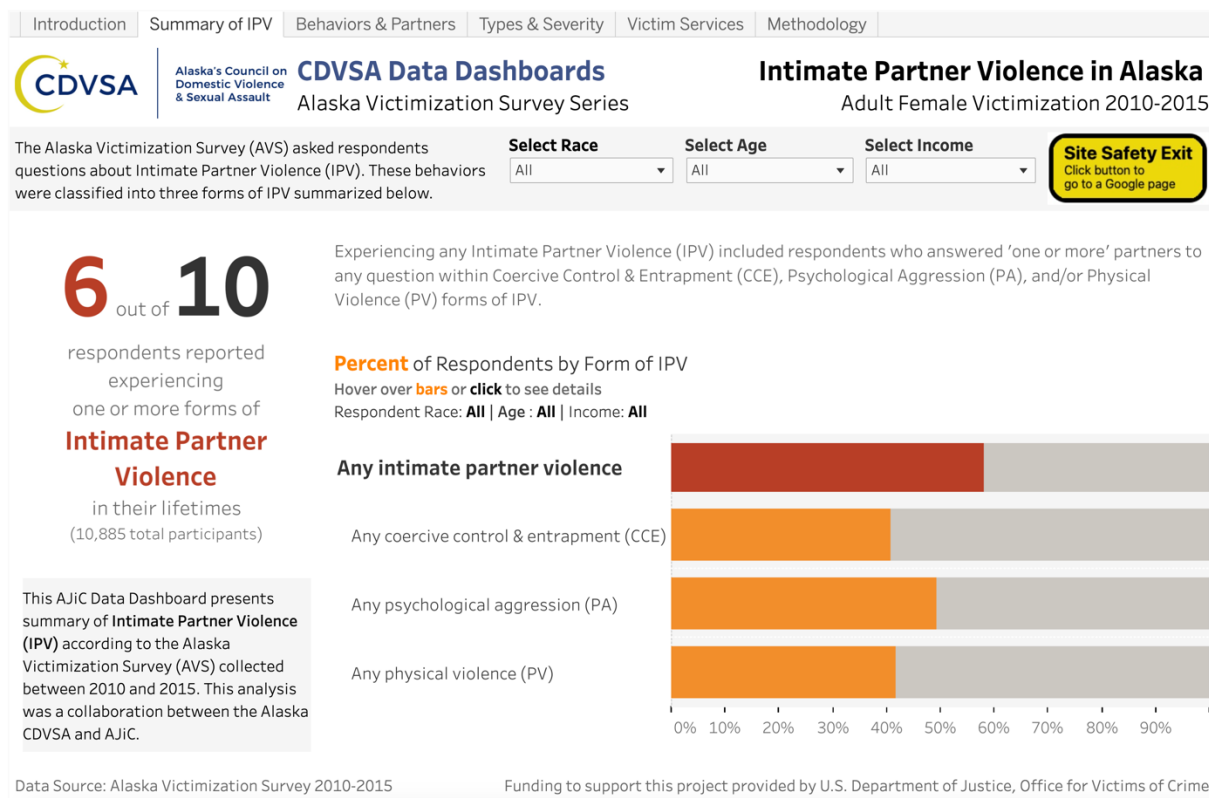 Introduction
Summary of IPV
Behaviors & Partners
Types & Severity
Victim Services
Methodology
CDVSA
Alaska's Council on
Domestic Violence
& Sexual Assault
CDVSA Data Dashboards
Alaska Victimization Survey Series
Intimate Partner Violence in Alaska
Adult Female Victimization 2010-2015
The Alaska Victimization Survey (AVS) asked respondents
questions about Intimate Partner Violence (IPV). These behaviors
were classified into three forms of IPV summarized below.
Select Race
All
Select Age
All
Select Income
All
Site Safety Exit
Click button to
go to a Google page
6 out of 10
respondents reported
experiencing
one or more forms of
Intimate Partner
Violence
in their lifetimes
(10,885 total participants)
This AJiC Data Dashboard presents
summary of Intimate Partner Violence
(IPV) according to the Alaska
Victimization Survey (AVS) collected
between 2010 and 2015. This analysis
was a collaboration between the Alaska
CDVSA and AJiC.
Experiencing any Intimate Partner Violence (IPV) included respondents who answered 'one or more' partners to
any question within Coercive Control & Entrapment (CCE), Psychological Aggression (PA), and/or Physical
Violence (PV) forms of IPV.
Percent of Respondents by Form of IPV
Hover over bars or click to see details
Respondent Race: All | Age : All | Income: All
Any intimate partner violence
Any coercive control & entrapment (CCE)
Any psychological aggression (PA)
Any physical violence (PV)
0% 10% 20% 30% 40% 50% 60% 70% 80% 90%
Data Source: Alaska Victimization Survey 2010-2015
Funding to support this project provided by U.S. Department of Justice, Office for Victims of Crime